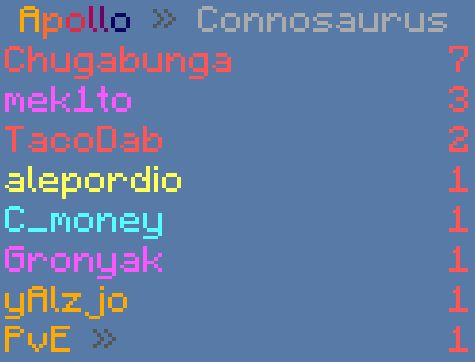 Apollo » Connosaurus
Chugabunga 7
mek1to 3
TacoDab 2
alepordio 1
C_money 1
Gronyak 1
yAlzjo 1
PvE » 1